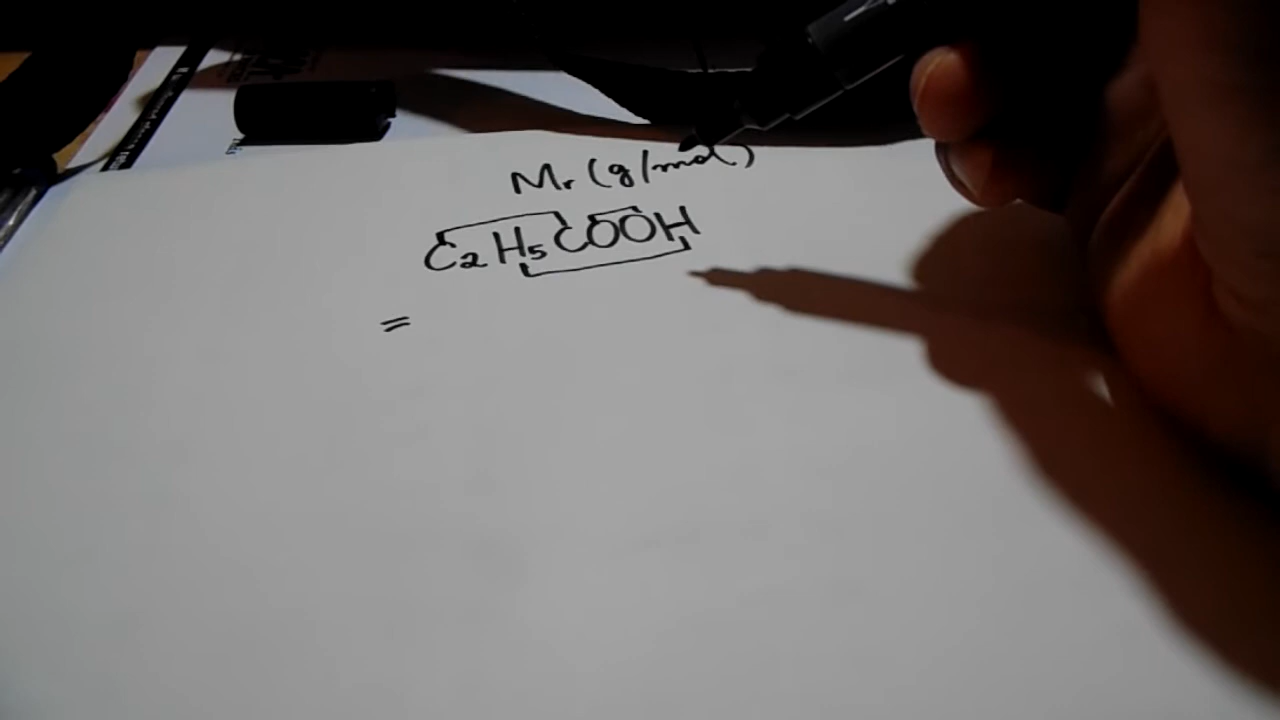 Mr (g/mol)
C₂H₅COOH
=